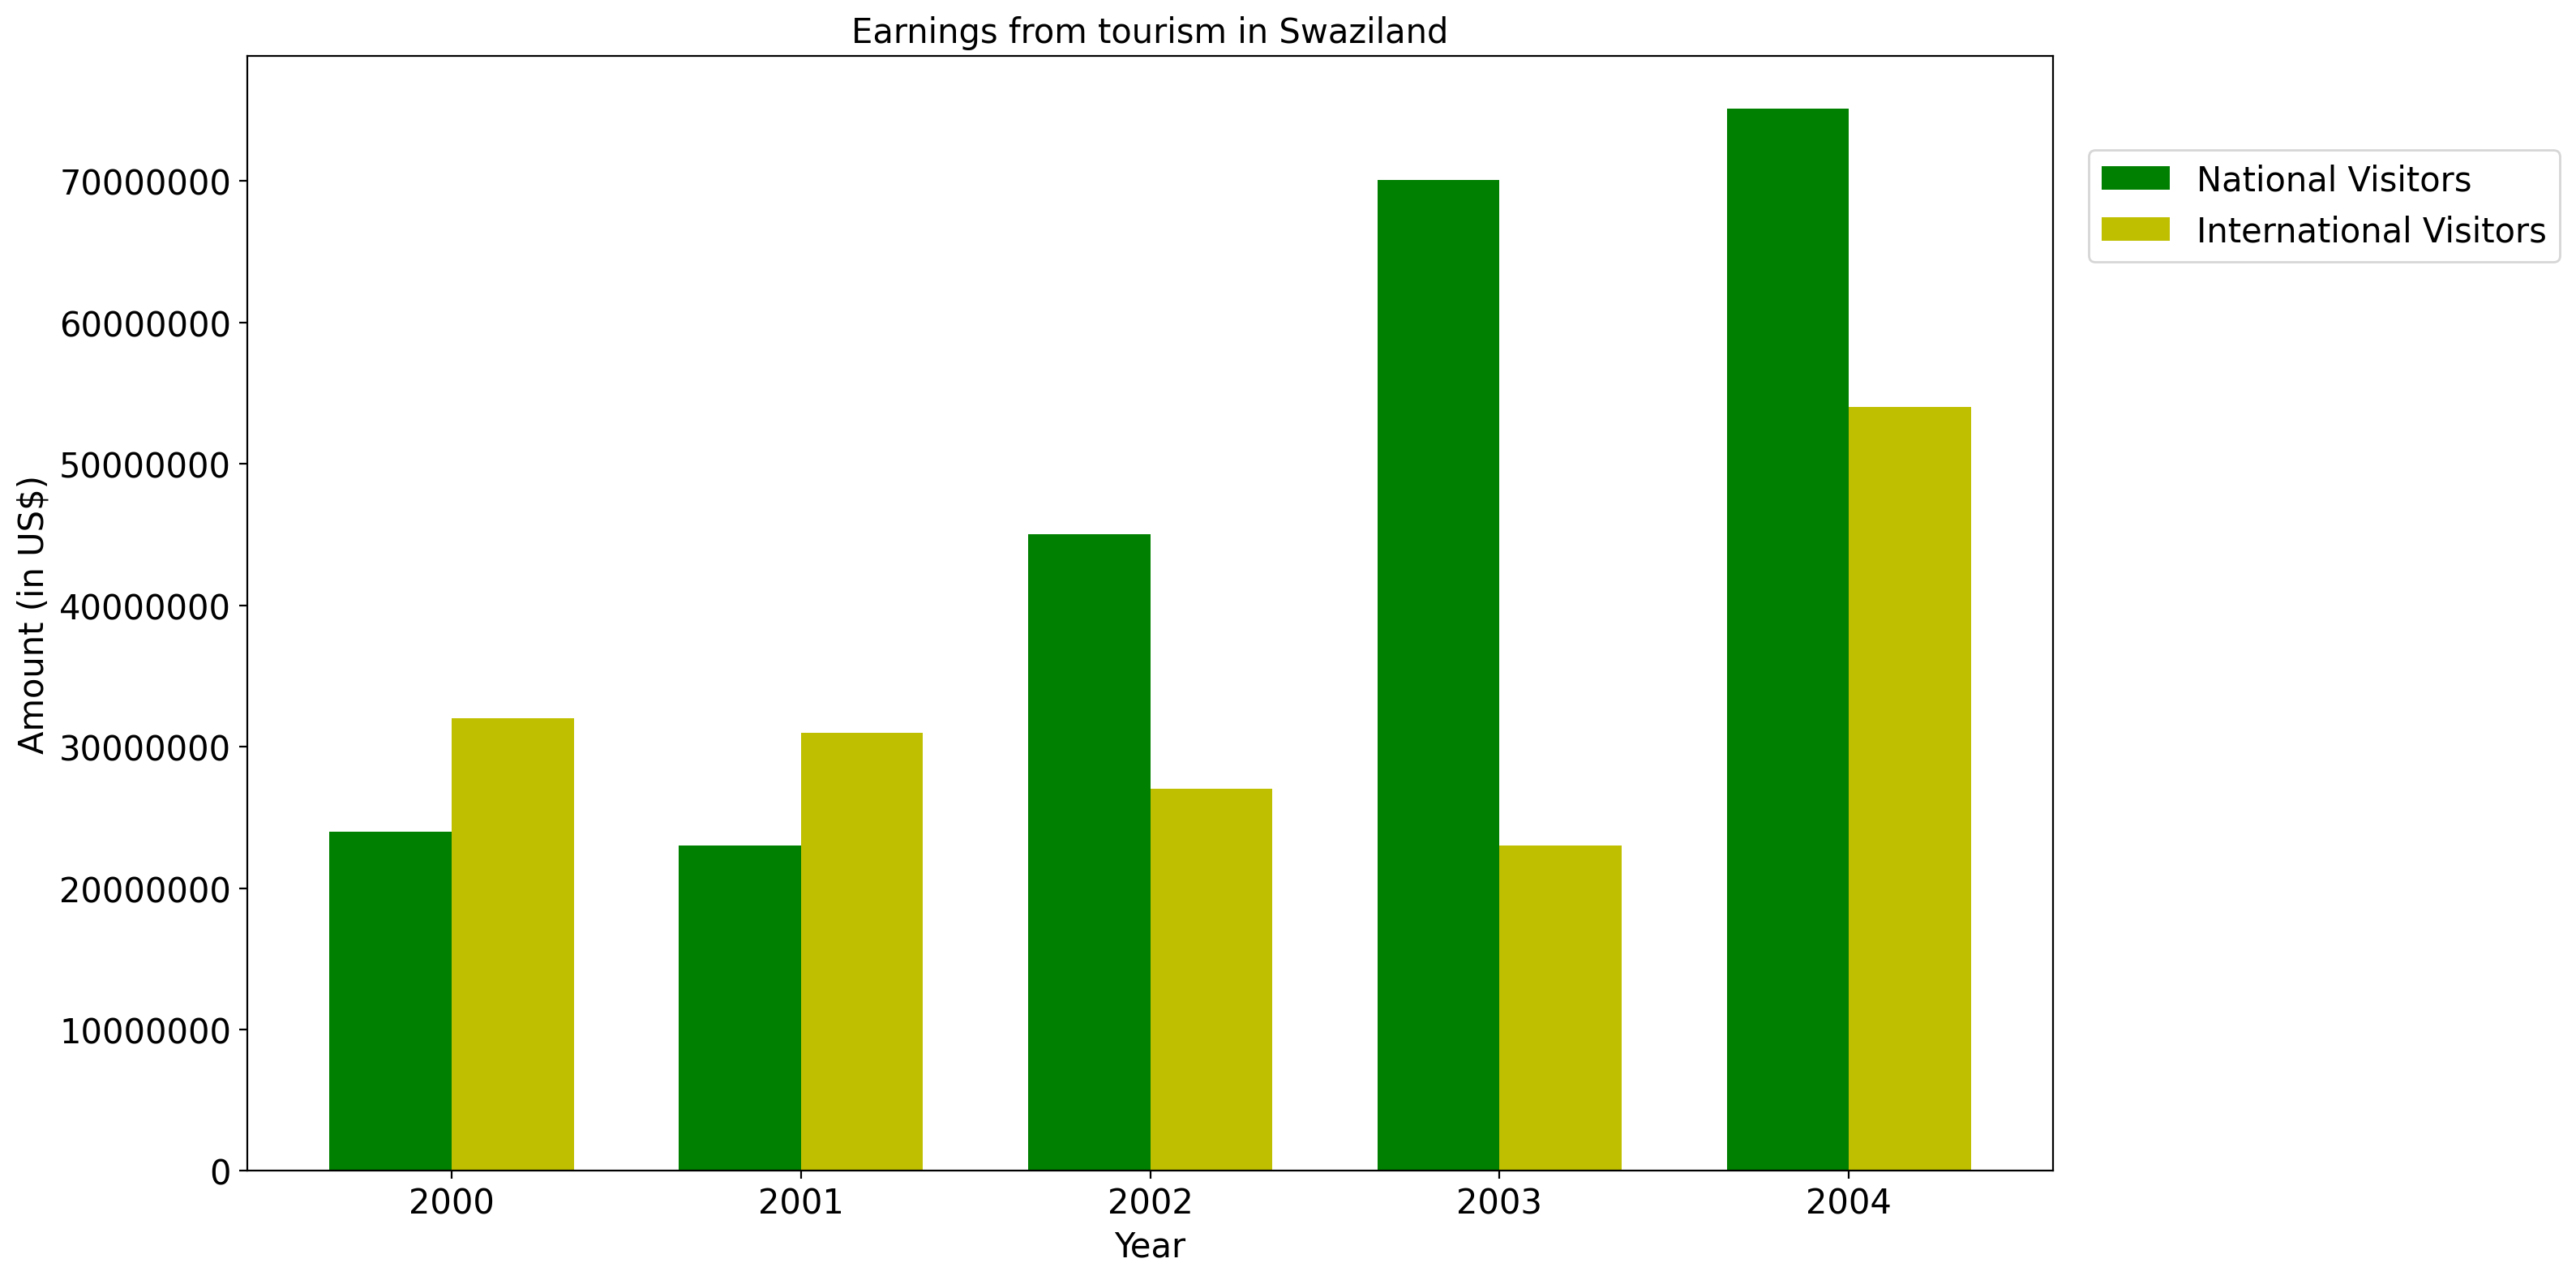 Earnings from tourism in Swaziland
Amount (in US$)
70000000
60000000
50000000
40000000
30000000
20000000
10000000
0
2000 2001 2002 2003 2004
Year
National Visitors
International Visitors